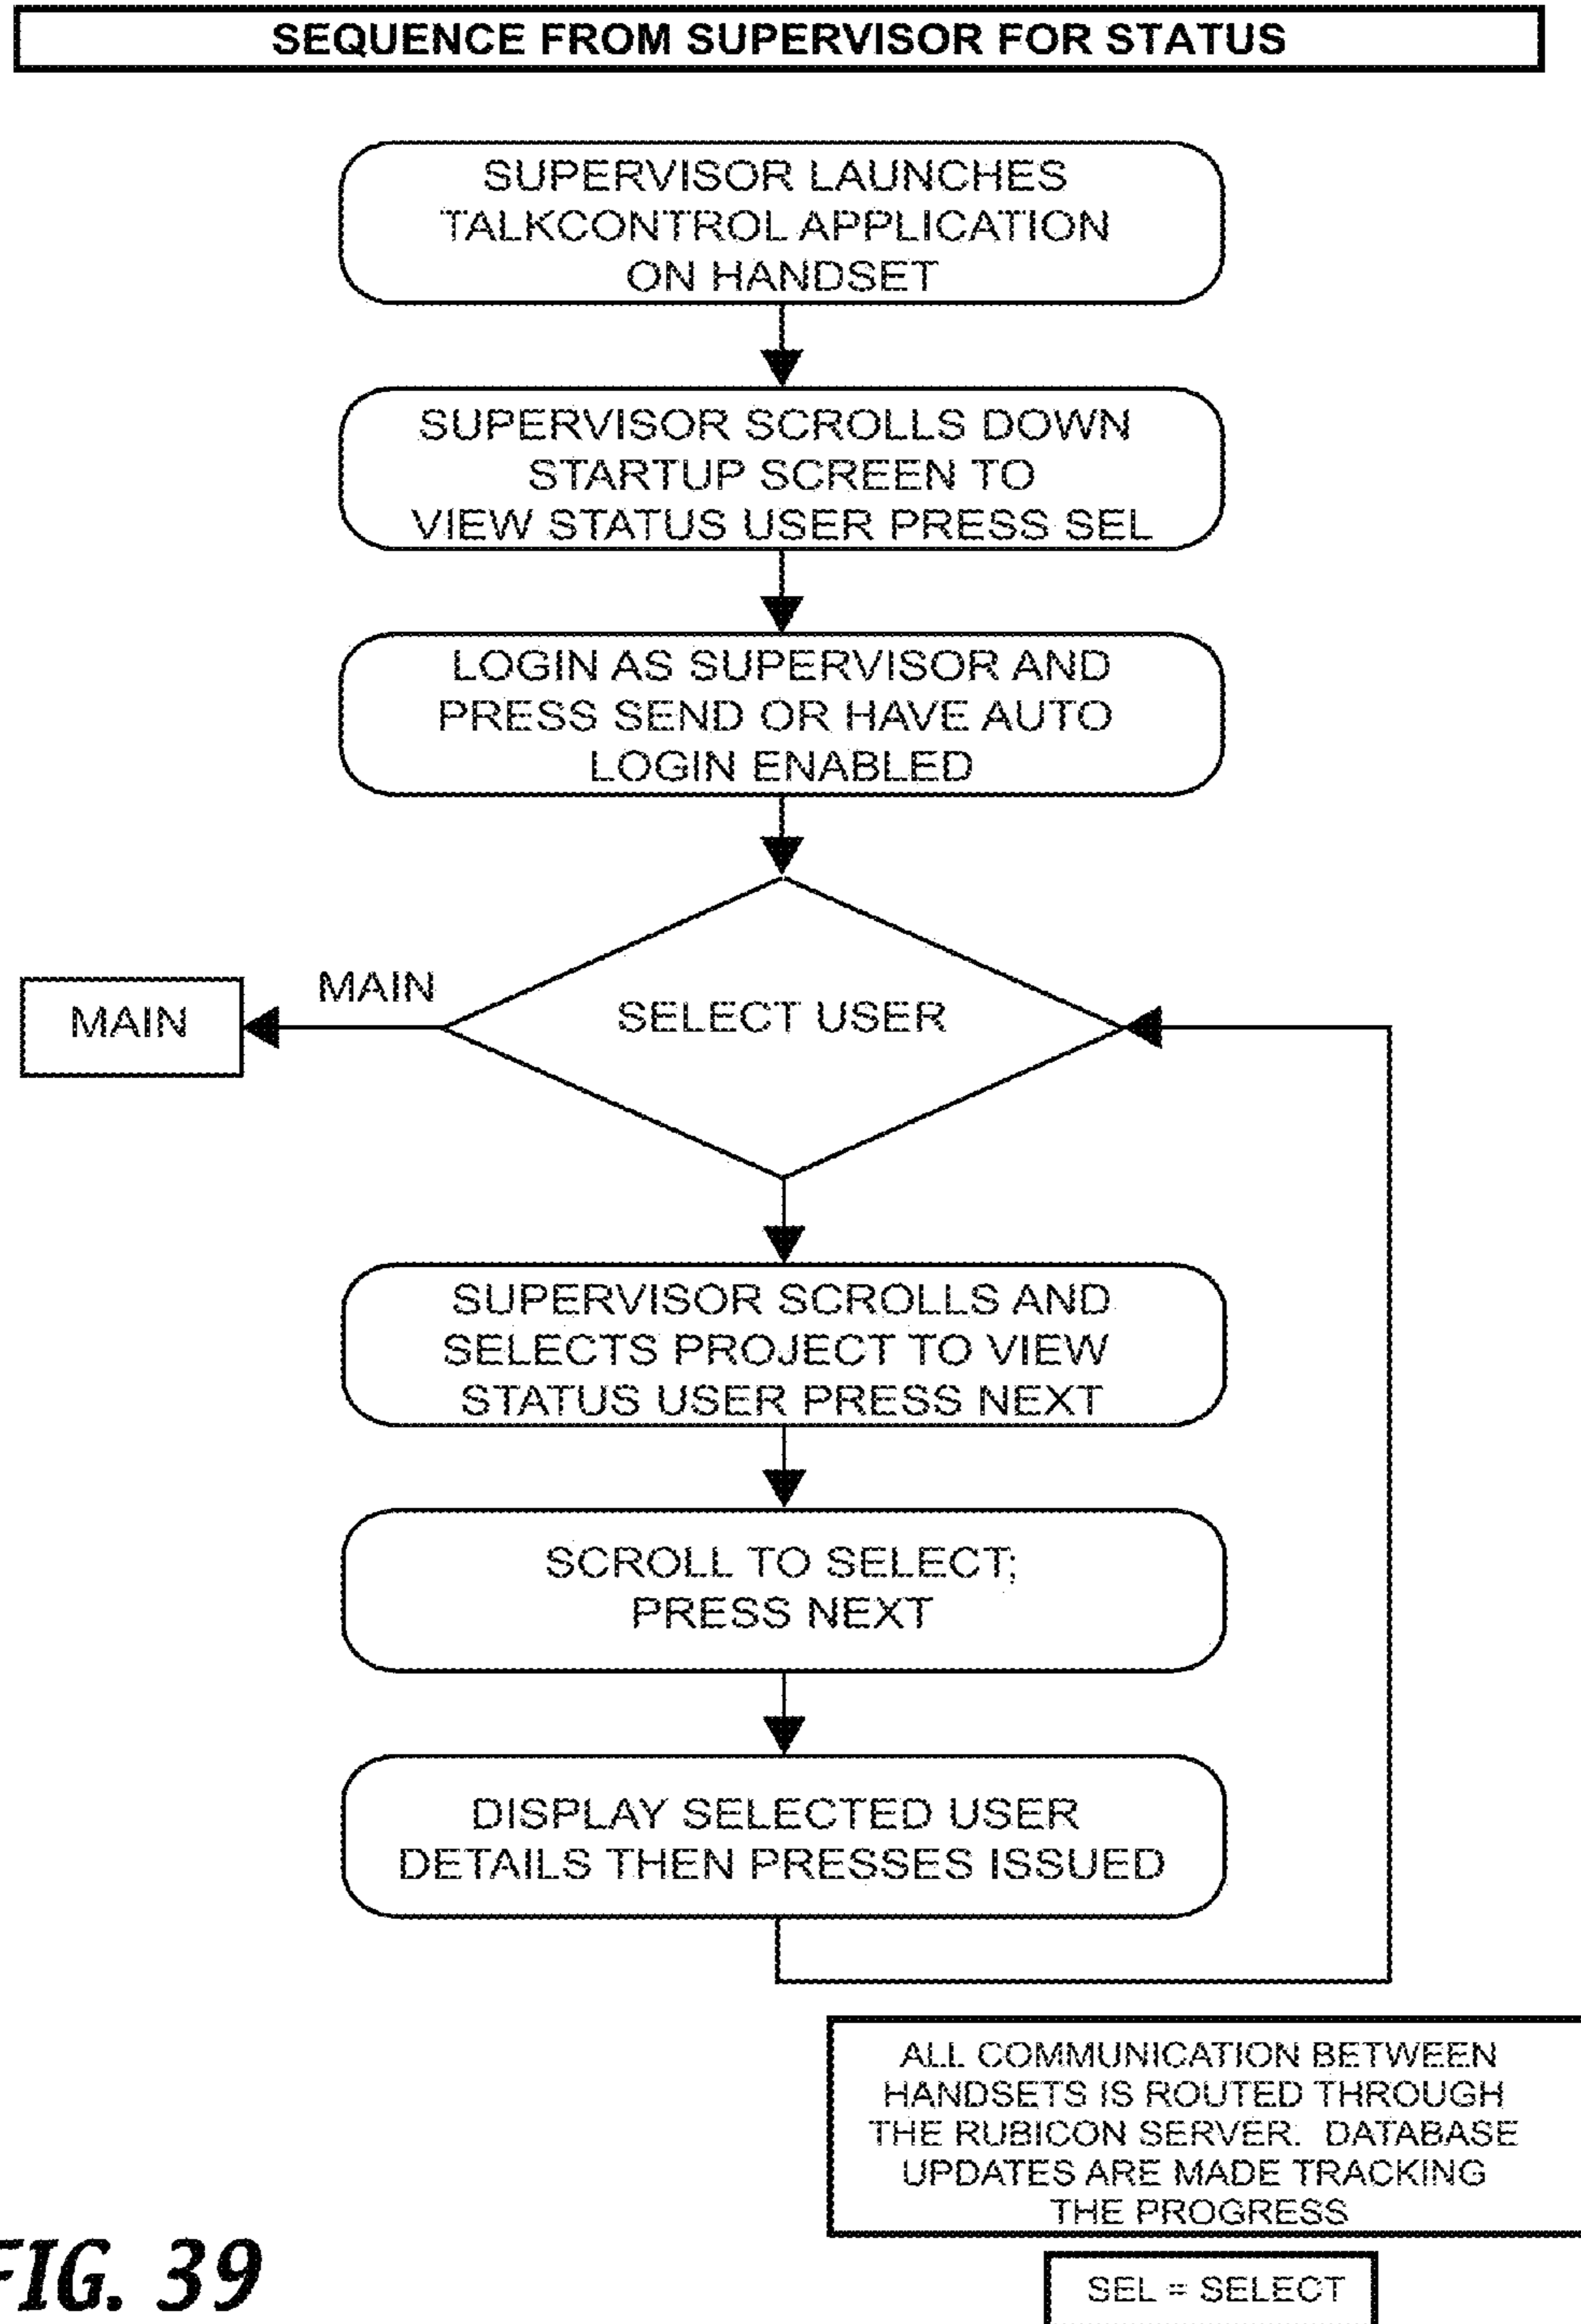 SEQUENCE FROM SUPERVISOR FOR STATUS
SUPERVISOR LAUNCHES
TALKCONTROL APPLICATION
ON HANDSET
SUPERVISOR SCROLLS DOWN
STARTUP SCREEN TO
VIEW STATUS USER PRESS SEL
LOGIN AS SUPERVISOR AND
PRESS SEND OR HAVE AUTO
LOGIN ENABLED
MAIN
MAIN
SELECT USER
SUPERVISOR SCROLLS AND
SELECTS PROJECT TO VIEW
STATUS USER PRESS NEXT
SCROLL TO SELECT;
PRESS NEXT
DISPLAY SELECTED USER
DETAILS THEN PRESSES ISSUED
ALL COMMUNICATION BETWEEN
HANDSETS IS ROUTED THROUGH
THE RUBICON SERVER. DATABASE
UPDATES ARE MADE TRACKING
THE PROGRESS
SEL = SELECT
FIG. 39